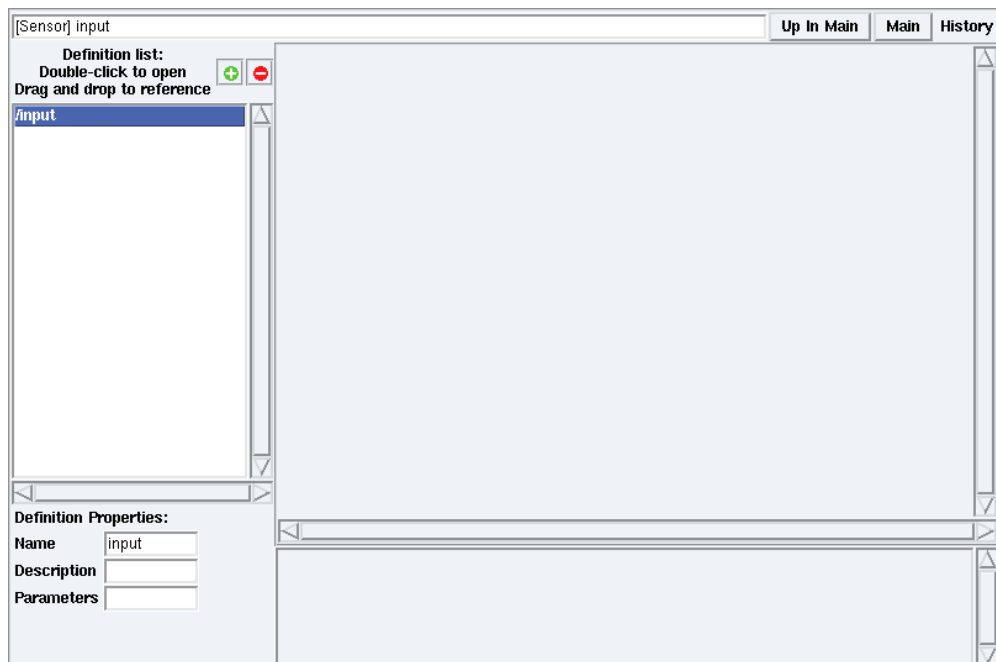 [Sensor] input
Up In Main
Main
History
Definition list:
Double-click to open
Drag and drop to reference
/input
Definition Properties:
Name
input
Description
Parameters